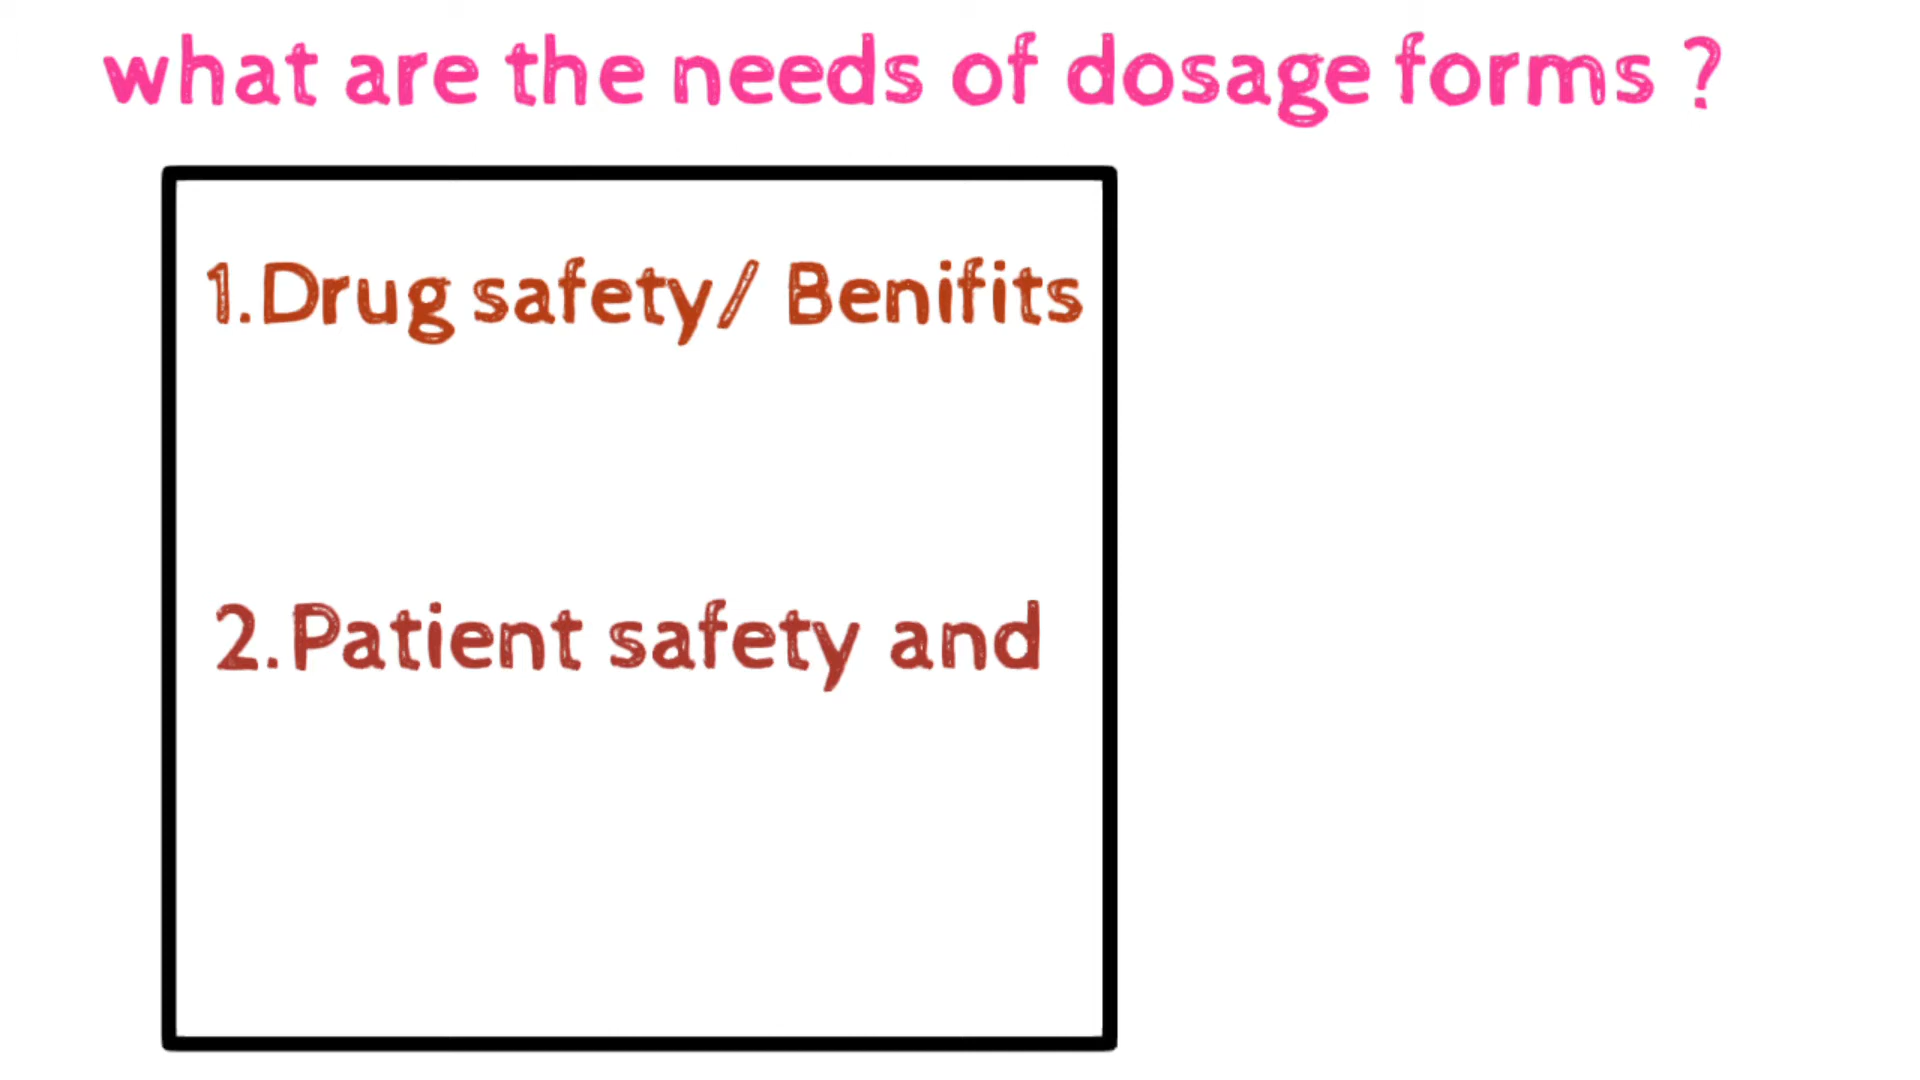 what are the needs of dosage forms ?
1.Drug safety/ Benifits
2.Patient safety and